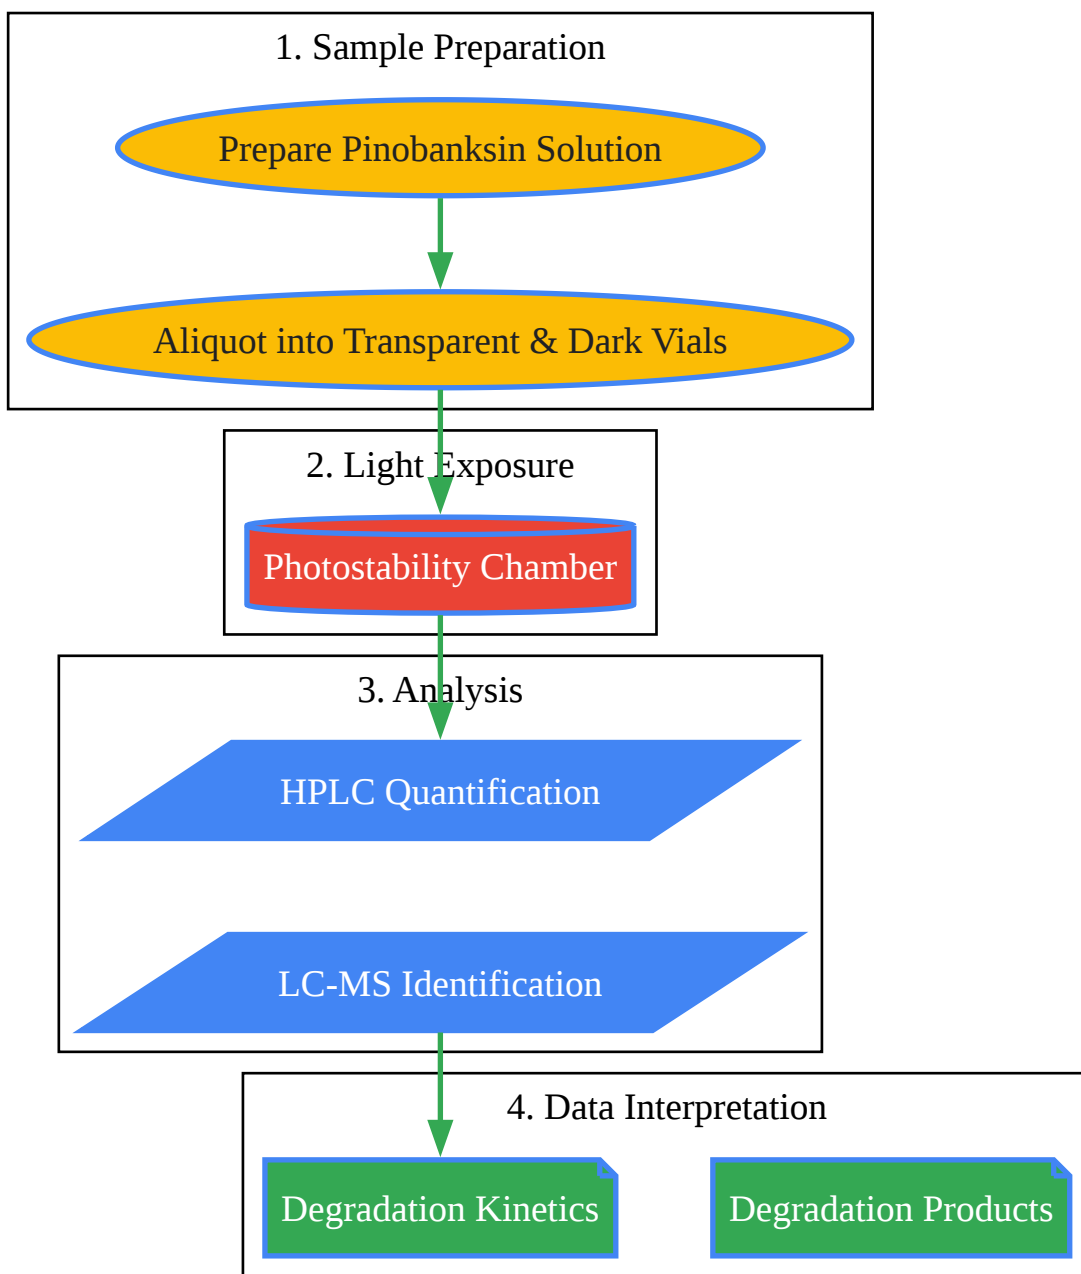 1. Sample Preparation
Prepare Pinobanksin Solution
Aliquot into Transparent & Dark Vials
2. Light Exposure
Photostability Chamber
3. Analysis
HPLC Quantification
LC-MS Identification
4. Data Interpretation
Degradation Kinetics
Degradation Products